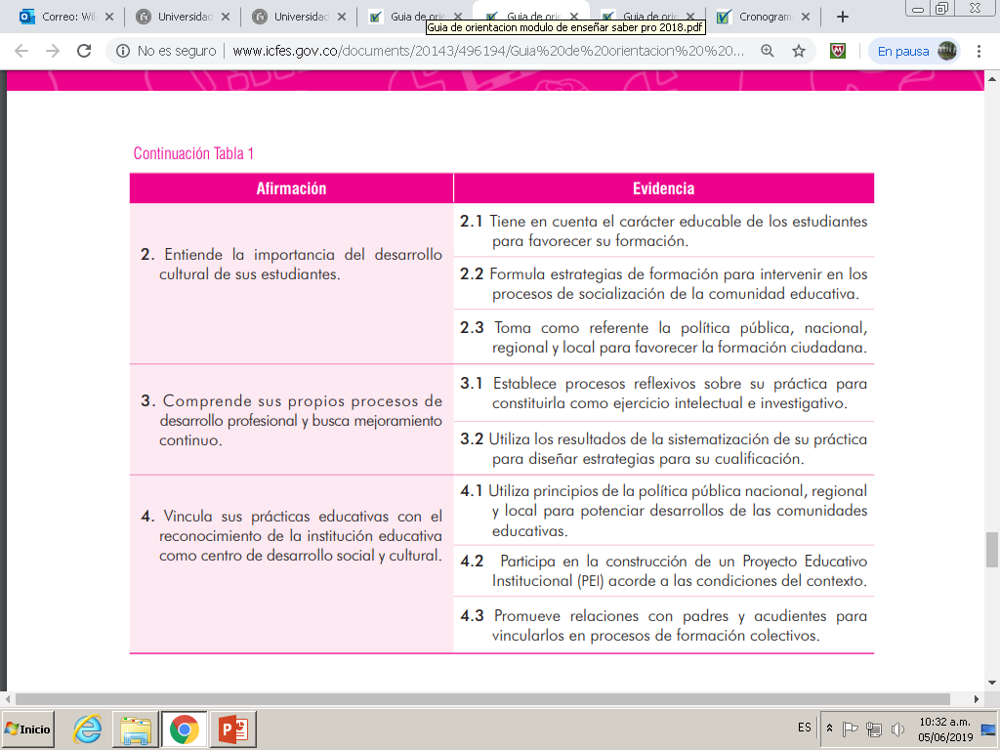 Correo: Wils
Universidad
Universidad
Guia de orie
Guia de orie
Guia de orie
Cronogram
Guia de orientacion modulo de enseñar saber pro 2018.pdf
No es seguro
www.icfes.gov.co/documents/20143/496194/Guia%20de%20orientacion%20%20...
En pausa
Continuación Tabla 1
Afirmación
Evidencia
2. Entiende la importancia del desarrollo
cultural de sus estudiantes.
2.1 Tiene en cuenta el carácter educable de los estudiantes
para favorecer su formación.
2.2 Formula estrategias de formación para intervenir en los
procesos de socialización de la comunidad educativa.
2.3 Toma como referente la política pública, nacional,
regional y local para favorecer la formación ciudadana.
3. Comprende sus propios procesos de
desarrollo profesional y busca mejoramiento
continuo.
3.1 Establece procesos reflexivos sobre su práctica para
constituirla como ejercicio intelectual e investigativo.
3.2 Utiliza los resultados de la sistematización de su práctica
para diseñar estrategias para su cualificación.
4. Vincula sus prácticas educativas con el
reconocimiento de la institución educativa
como centro de desarrollo social y cultural.
4.1 Utiliza principios de la política pública nacional, regional
y local para potenciar desarrollos de las comunidades
educativas.
4.2 Participa en la construcción de un Proyecto Educativo
Institucional (PEI) acorde a las condiciones del contexto.
4.3 Promueve relaciones con padres y acudientes para
vincularlos en procesos de formación colectivos.
Inicio
ES
10:32 a.m.
05/06/2019